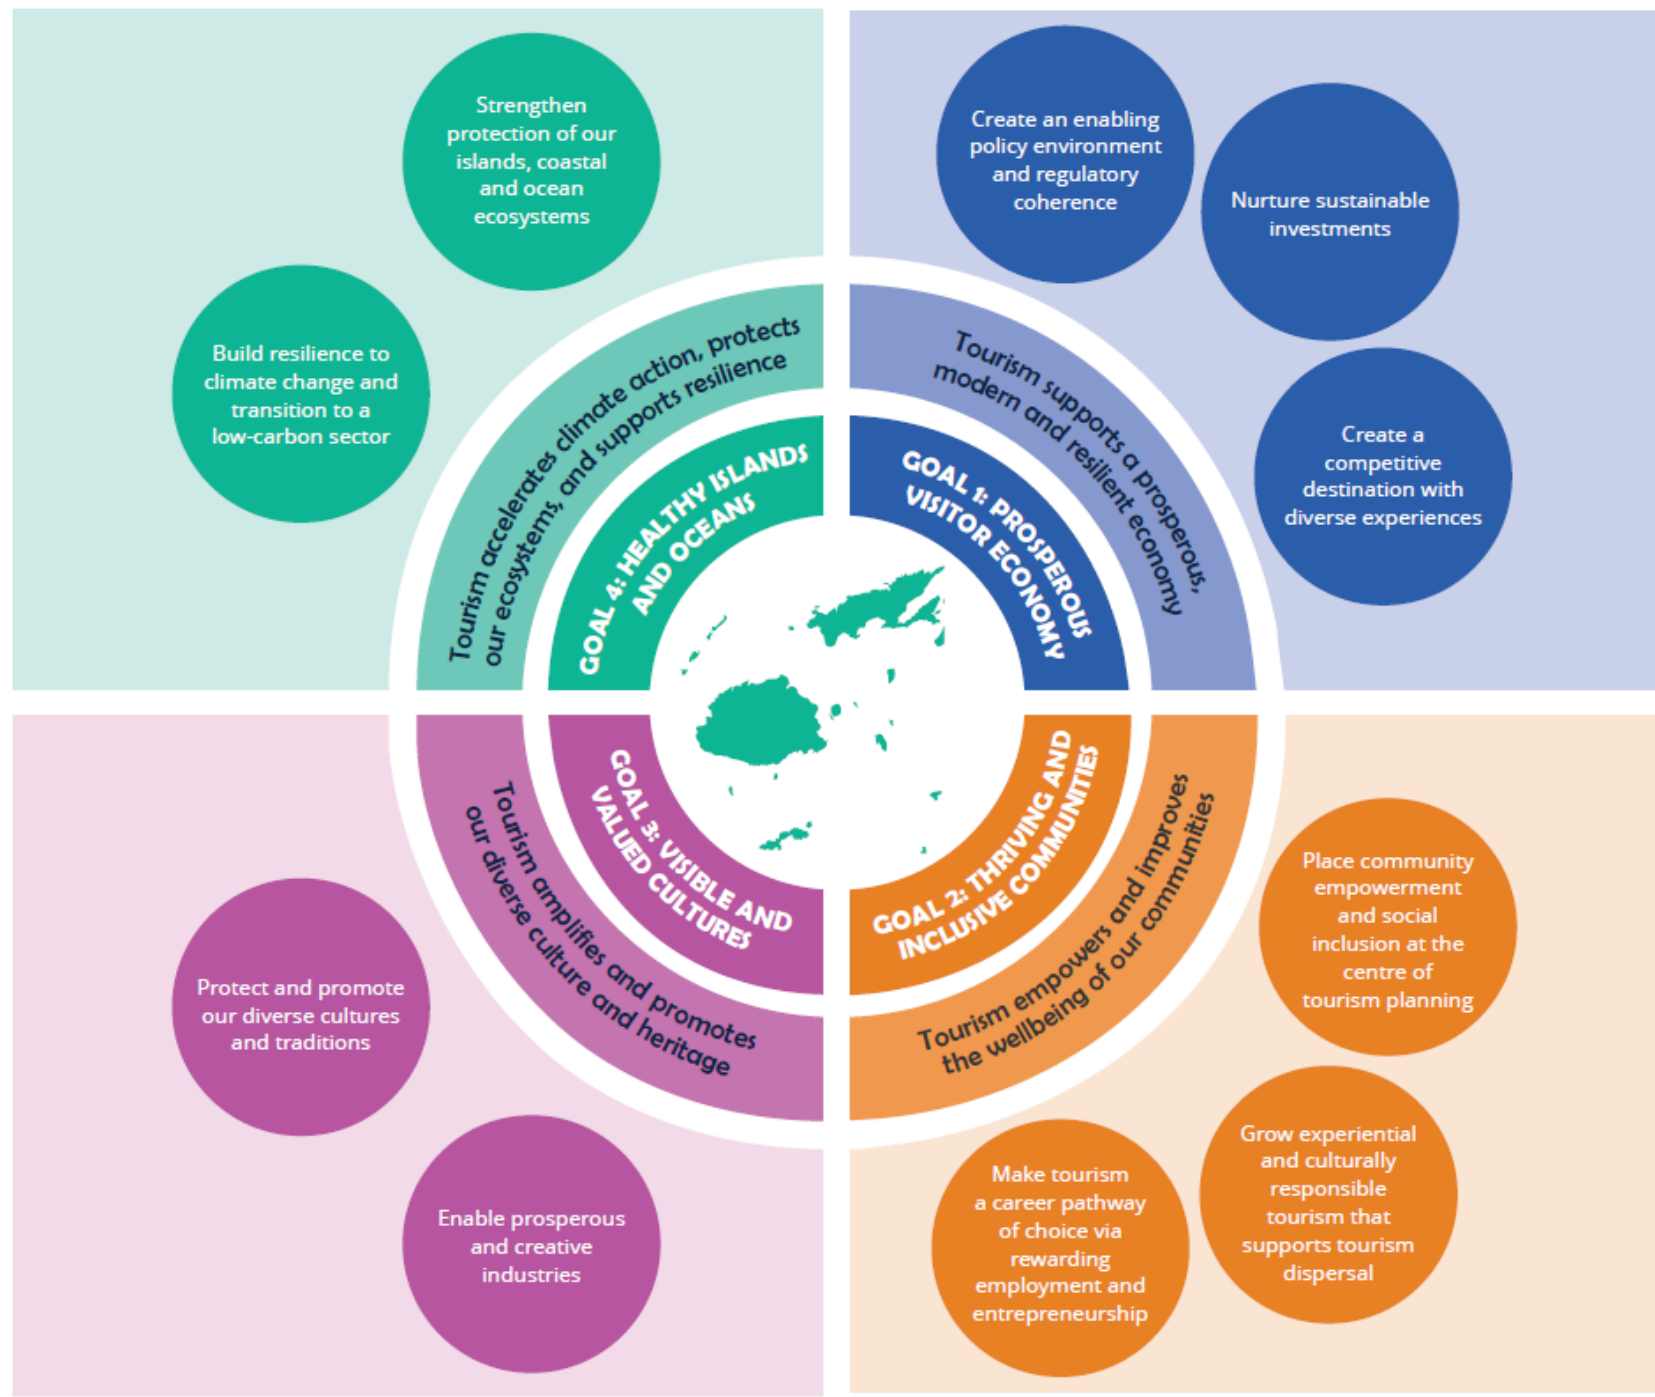 Strengthen
protection of our
islands, coastal
and ocean
ecosystems
Build resilience to
climate change and
transition to a
low-carbon sector
Tourism accelerates climate action, protects
our ecosystems, and supports resilience
GOAL 4: HEALTHY ISLANDS
AND OCEANS
Create an enabling
policy environment
and regulatory
coherence
Nurture sustainable
investments
Create a
competitive
destination with
diverse experiences
Tourism supports a prosperous,
modern and resilient economy
GOAL 1: PROSPEROUS
VISITOR ECONOMY
GOAL 3: VISIBLE AND
VALUED CULTURES
Tourism amplifies and promotes
our diverse culture and heritage
Protect and promote
our diverse cultures
and traditions
Enable prosperous
and creative
industries
GOAL 2: THRIVING AND
INCLUSIVE COMMUNITIES
Tourism empowers and improves
the wellbeing of our communities
Place community
empowerment
and social
inclusion at the
centre of
tourism planning
Grow experiential
and culturally
responsible
tourism that
supports tourism
dispersal
Make tourism
a career pathway
of choice via
rewarding
employment and
entrepreneurship